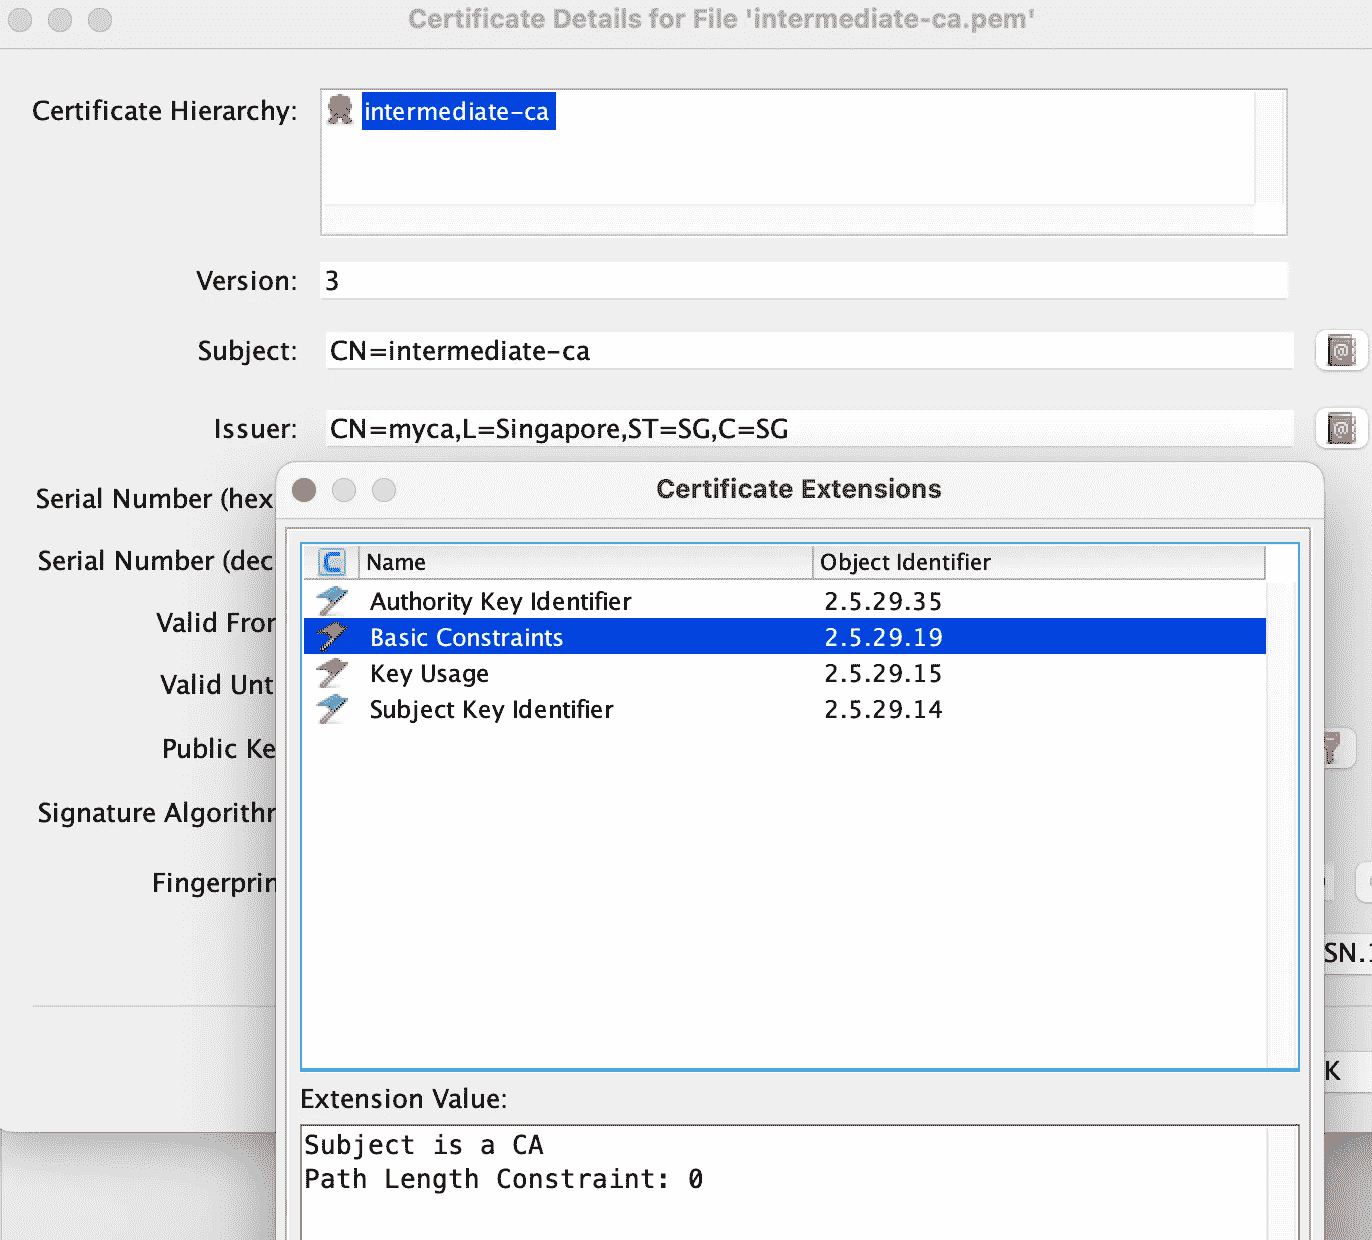 Certificate Details for File 'intermediate-ca.pem'
Certificate Hierarchy:
intermediate-ca
Version: 3
Subject: CN=intermediate-ca
Issuer: CN=myca,L=Singapore,ST=SG,C=SG
Serial Number (hex
Certificate Extensions
Serial Number (dec
Name Object Identifier
Authority Key Identifier 2.5.29.35
Basic Constraints 2.5.29.19
Key Usage 2.5.29.15
Subject Key Identifier 2.5.29.14
Valid Fror
Valid Unt
Public Ke
Signature Algorithr
Fingerprin
SN.1
K
Extension Value:
Subject is a CA
Path Length Constraint: 0